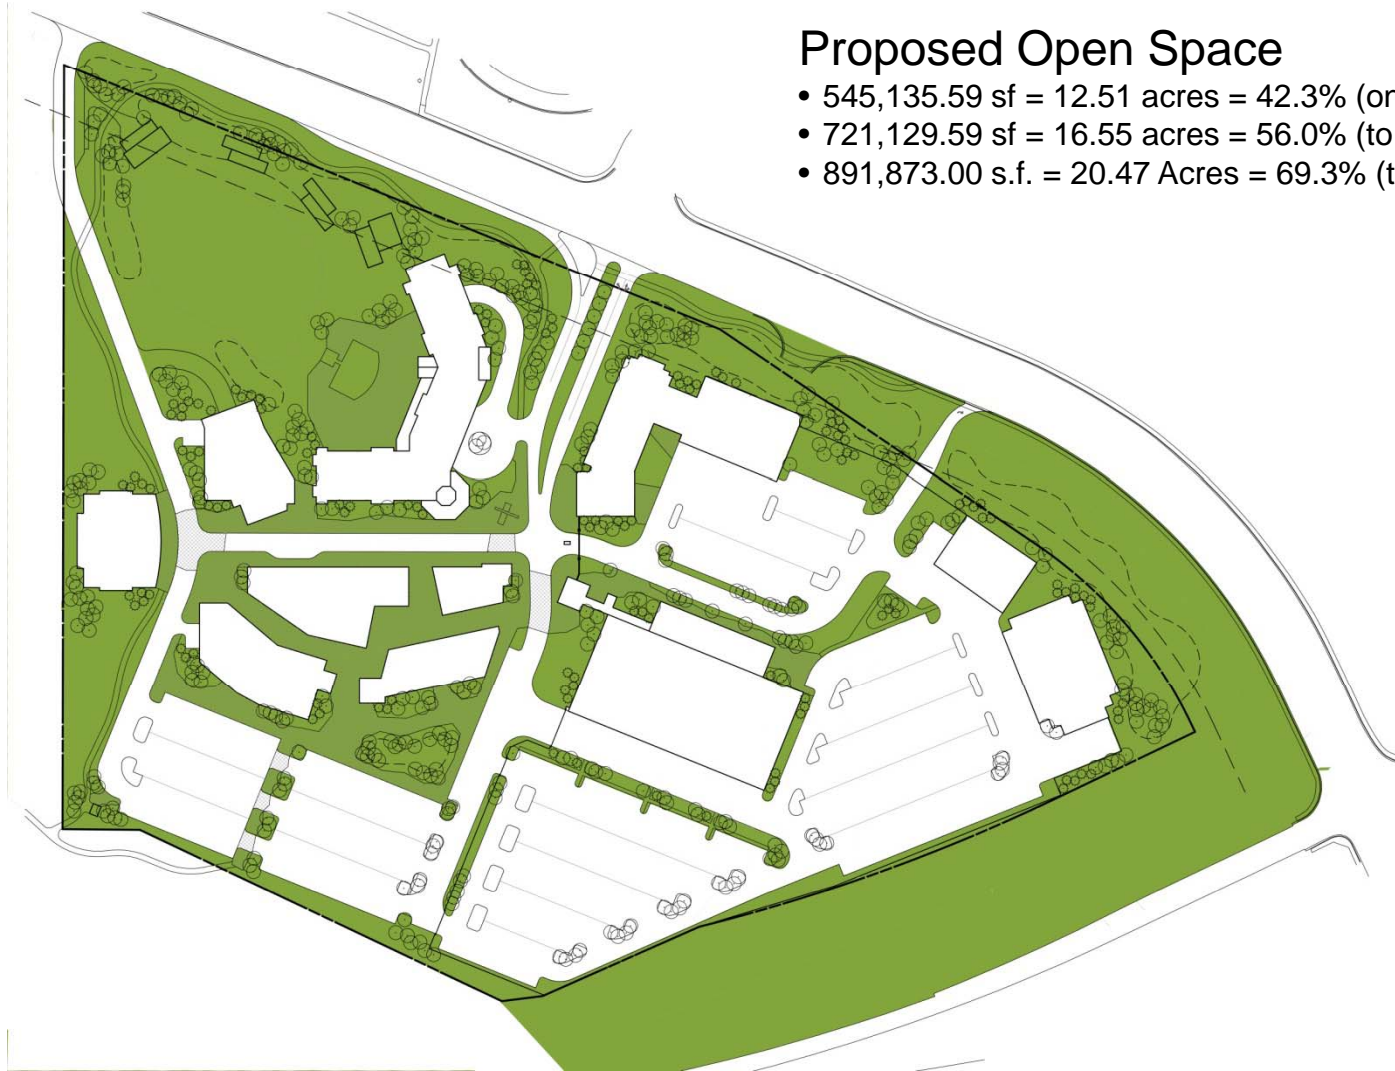 Proposed Open Space
• 545,135.59 sf = 12.51 acres = 42.3% (on
• 721,129.59 sf = 16.55 acres = 56.0% (to
• 891,873.00 s.f. = 20.47 Acres = 69.3% (t